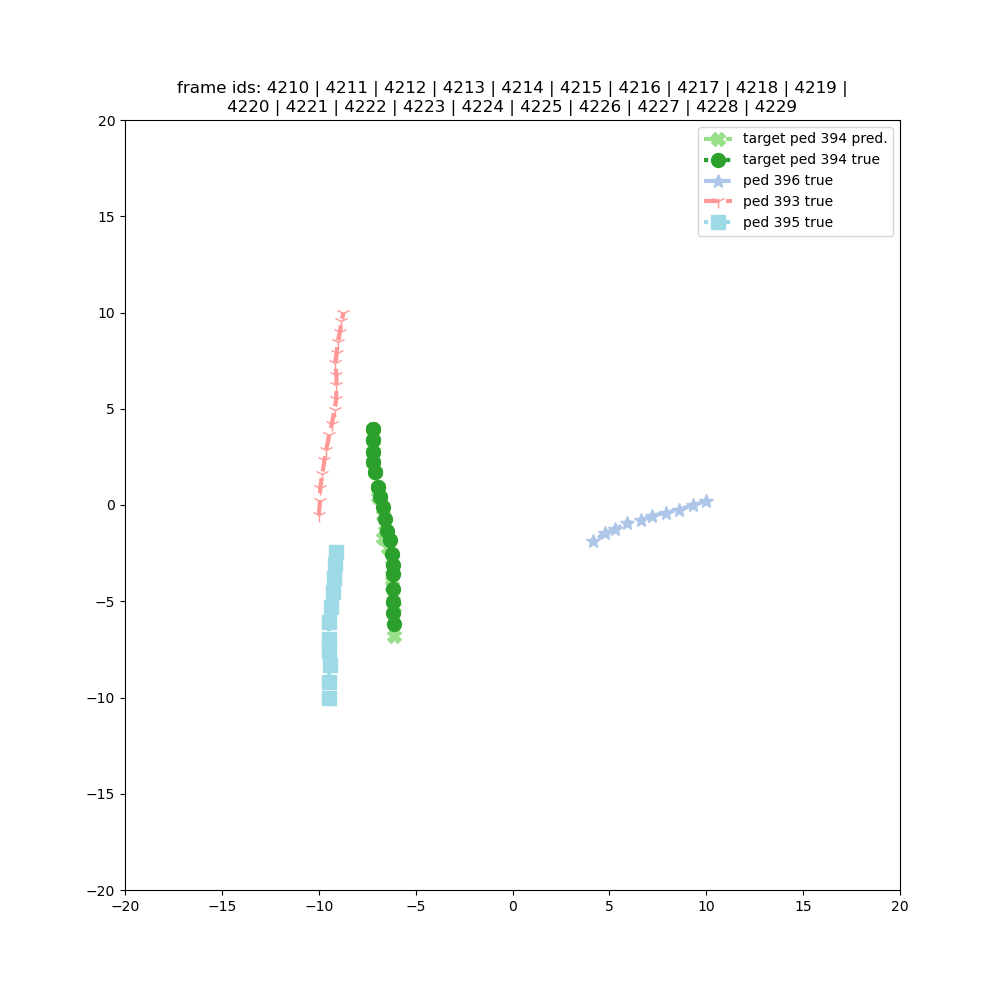 frame ids: 4210 | 4211 | 4212 | 4213 | 4214 | 4215 | 4216 | 4217 | 4218 | 4219 |
4220 | 4221 | 4222 | 4223 | 4224 | 4225 | 4226 | 4227 | 4228 | 4229
target ped 394 pred.
target ped 394 true
ped 396 true
ped 393 true
ped 395 true
20
15
10
5
0
−5
−10
−15
−20
−20 −15 −10 −5 0 5 10 15 20